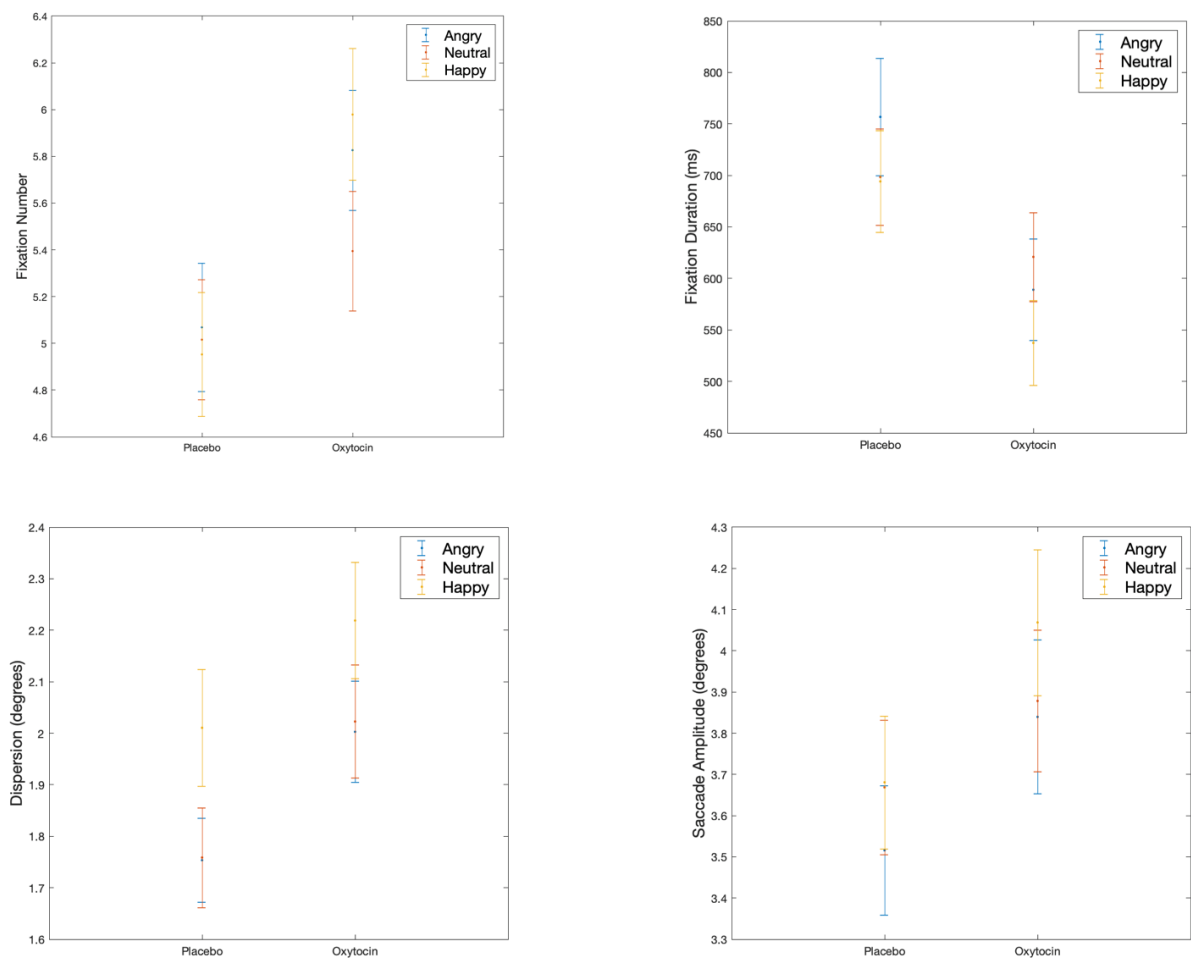 6.4
6.2
6
5.8
5.6
5.4
5.2
5
4.8
4.6
Fixation Number
Placebo
Oxytocin
Angry
Neutral
Happy
850
800
750
700
650
600
550
500
450
Fixation Duration (ms)
Placebo
Oxytocin
Angry
Neutral
Happy
2.4
2.3
2.2
2.1
2
1.9
1.8
1.7
1.6
Dispersion (degrees)
Placebo
Oxytocin
Angry
Neutral
Happy
4.3
4.2
4.1
4
3.9
3.8
3.7
3.6
3.5
3.4
3.3
Saccade Amplitude (degrees)
Placebo
Oxytocin
Angry
Neutral
Happy